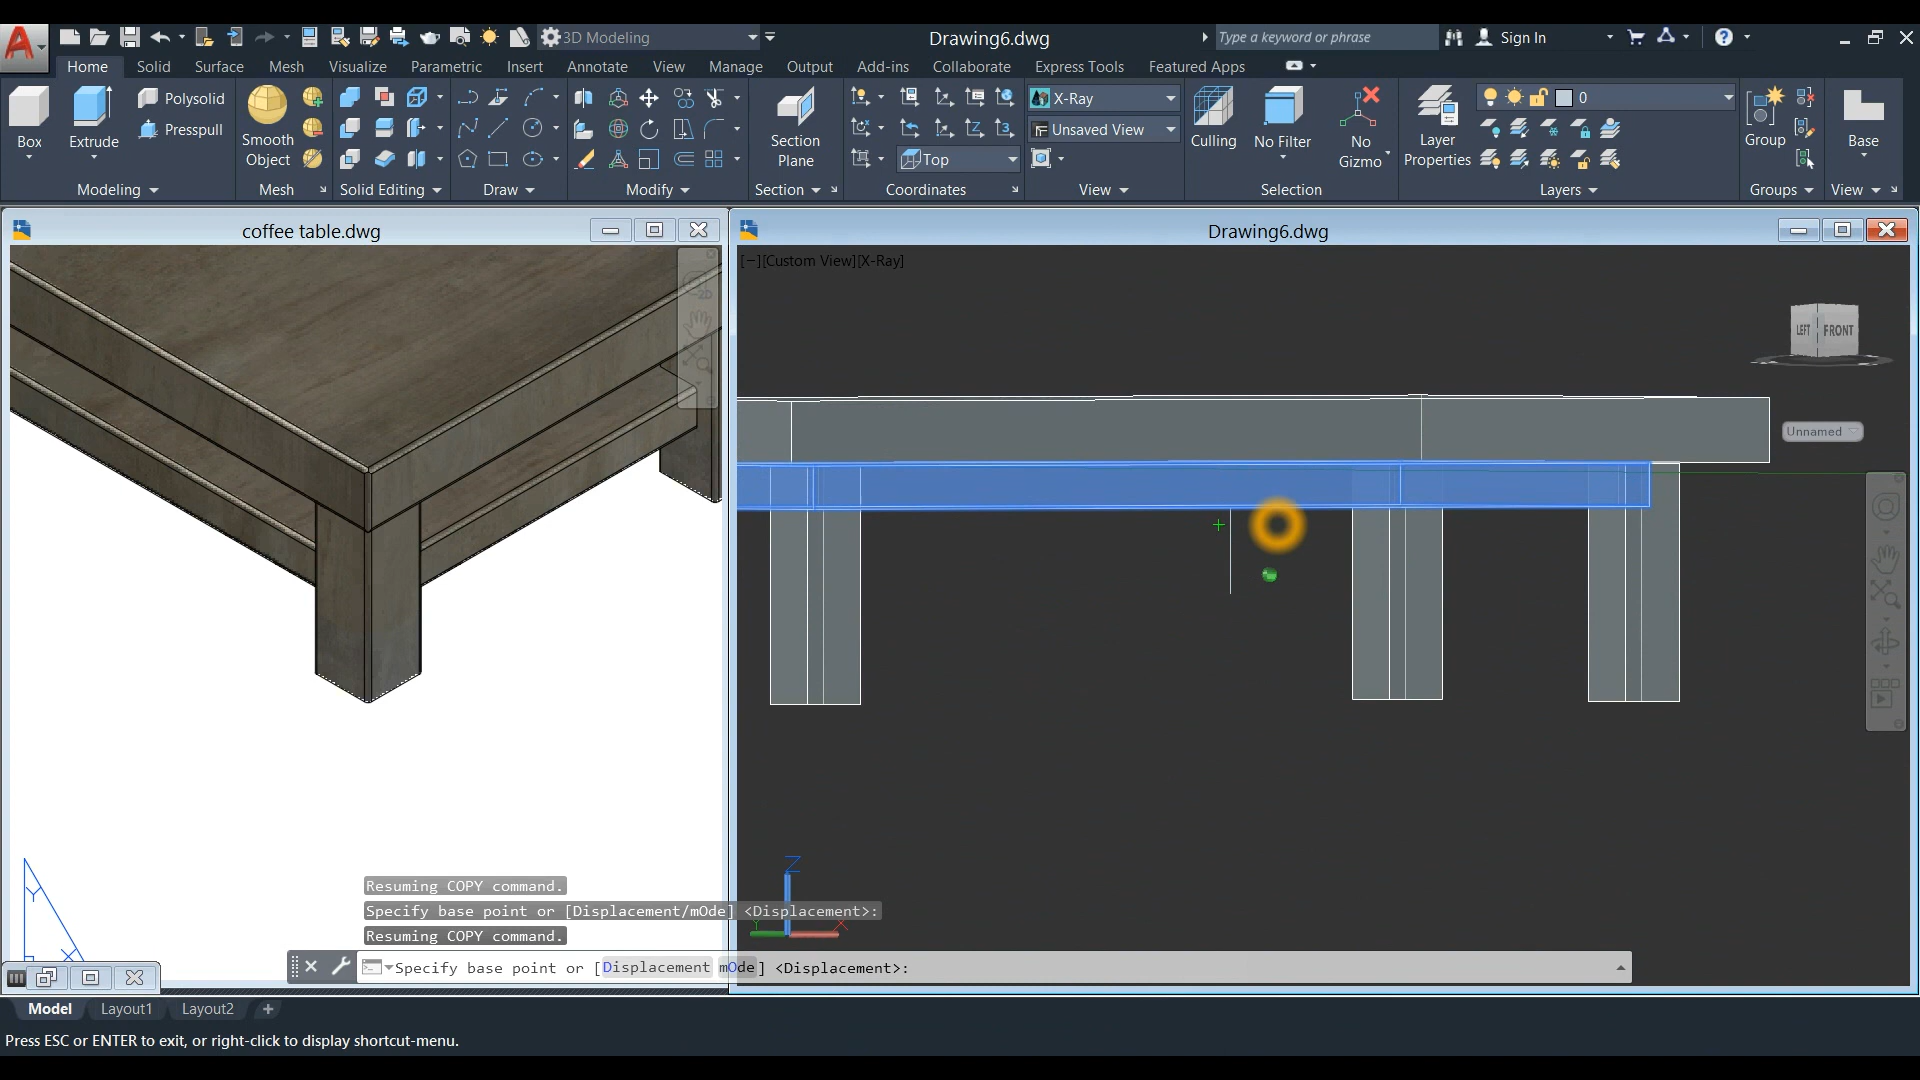 3D Modeling
Drawing6.dwg
Type a keyword or phrase
Sign In
Home Solid Surface Mesh Visualize Parametric Insert Annotate View Manage Output Add-ins Collaborate Express Tools Featured Apps
Box
Extrude
Polysolid
Presspull
Modeling
Smooth
Object
Mesh
Solid Editing
Draw
Modify
Section
Plane
Section
Top
Coordinates
X-Ray
Unsaved View
View
Culling
No Filter
No
Gizmo
Selection
Layer
Properties
0
Layers
Group
Groups
Base
View
coffee table.dwg
Drawing6.dwg
[−][Custom View][X-Ray]
LEFT FRONT
Unnamed
Z
Y X
Y
X
Resuming COPY command.
Specify base point or [Displacement/mOde] <Displacement>:
Resuming COPY command.
Specify base point or [Displacement mOde] <Displacement>:
Model Layout1 Layout2 +
Press ESC or ENTER to exit, or right-click to display shortcut-menu.